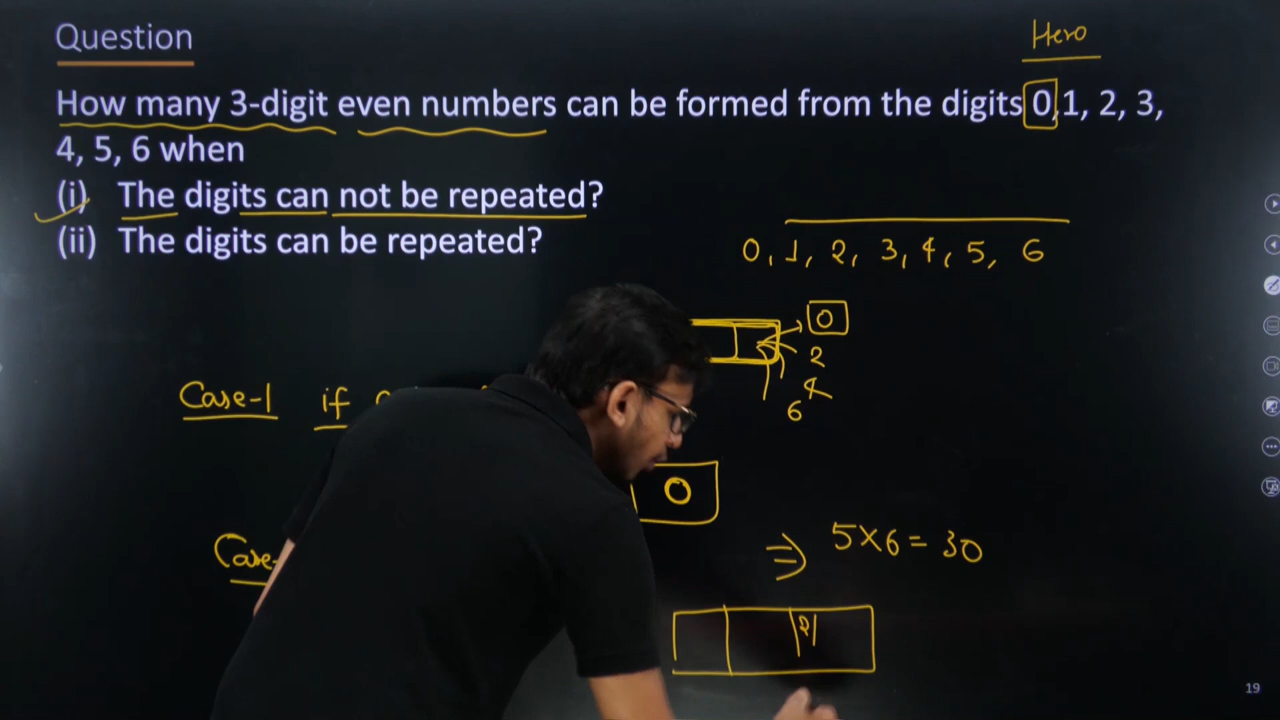 Question
Hero
How many 3-digit even numbers can be formed from the digits 0,1, 2, 3,
4, 5, 6 when
(i) The digits can not be repeated?
(ii) The digits can be repeated?
0, 1, 2, 3, 4, 5, 6
0
2
4
6
Case-1 if
0
5×6= 30
Case-
2
19